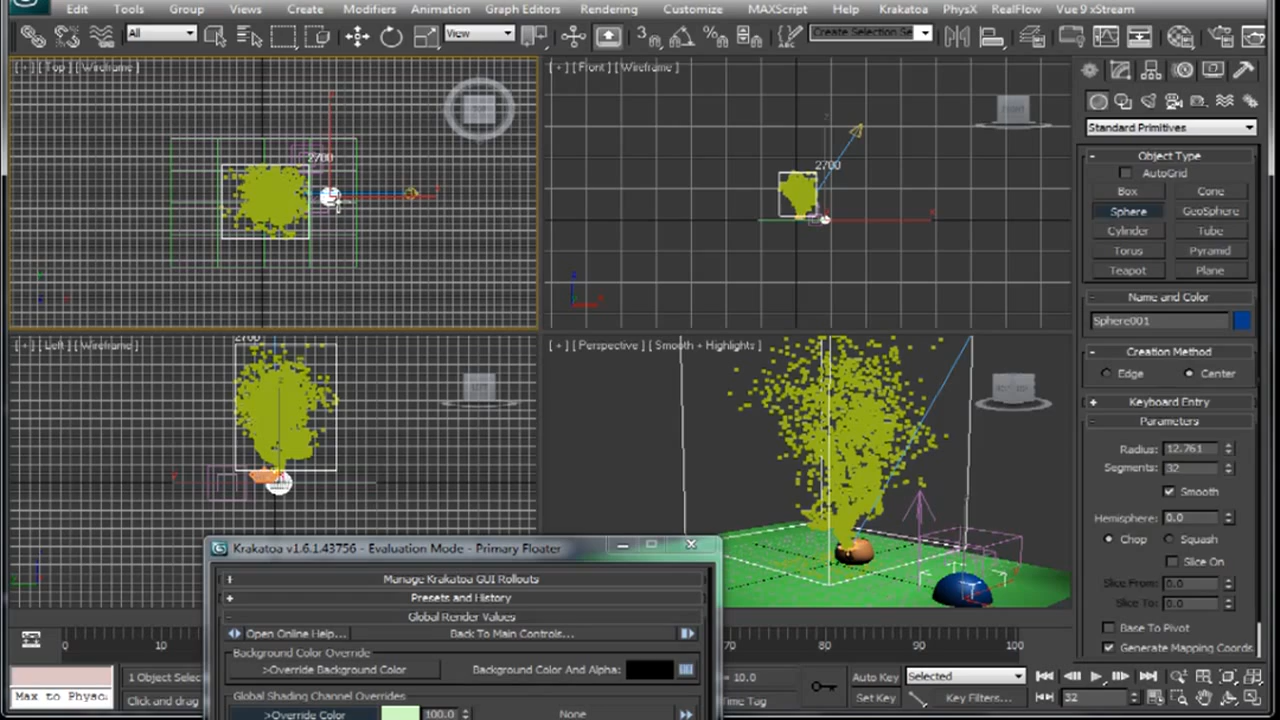 Edit Tools Group Views Create Modifiers Animation Graph Editors Rendering Customize MAXScript Help Krakatoa PhysX RealFlow Vue 9 xStream
All View Create Selection Se
[ + ] [ Top ] [ Wireframe ]
TOP
2700
[ + ] [ Front ] [ Wireframe ]
FRONT
2700
[ + ] [ Left ] [ Wireframe ]
LEFT
2700
[ + ] [ Perspective ] [ Smooth + Highlights ]
Standard Primitives
Object Type
AutoGrid
Box Cone
Sphere GeoSphere
Cylinder Tube
Torus Pyramid
Teapot Plane
Name and Color
Sphere001
Creation Method
Edge Center
Keyboard Entry
Parameters
Radius: 12.761
Segments: 32
Smooth
Hemisphere: 0.0
Chop Squash
Slice On
Slice From: 0.0
Slice To: 0.0
Base To Pivot
Generate Mapping Coords
Krakatoa v1.6.1.43756 - Evaluation Mode - Primary Floater
Manage Krakatoa GUI Rollouts
Presets and History
Global Render Values
Open Online Help... Back To Main Controls...
Background Color Override
>Override Background Color Background Color And Alpha:
Global Shading Channel Overrides
>Override Color 100.0 None
0 10 70 80 90 100
1 Object Selec = 10.0 Auto Key Selected
Max to Physc. Click and drag Time Tag Set Key Key Filters... 32